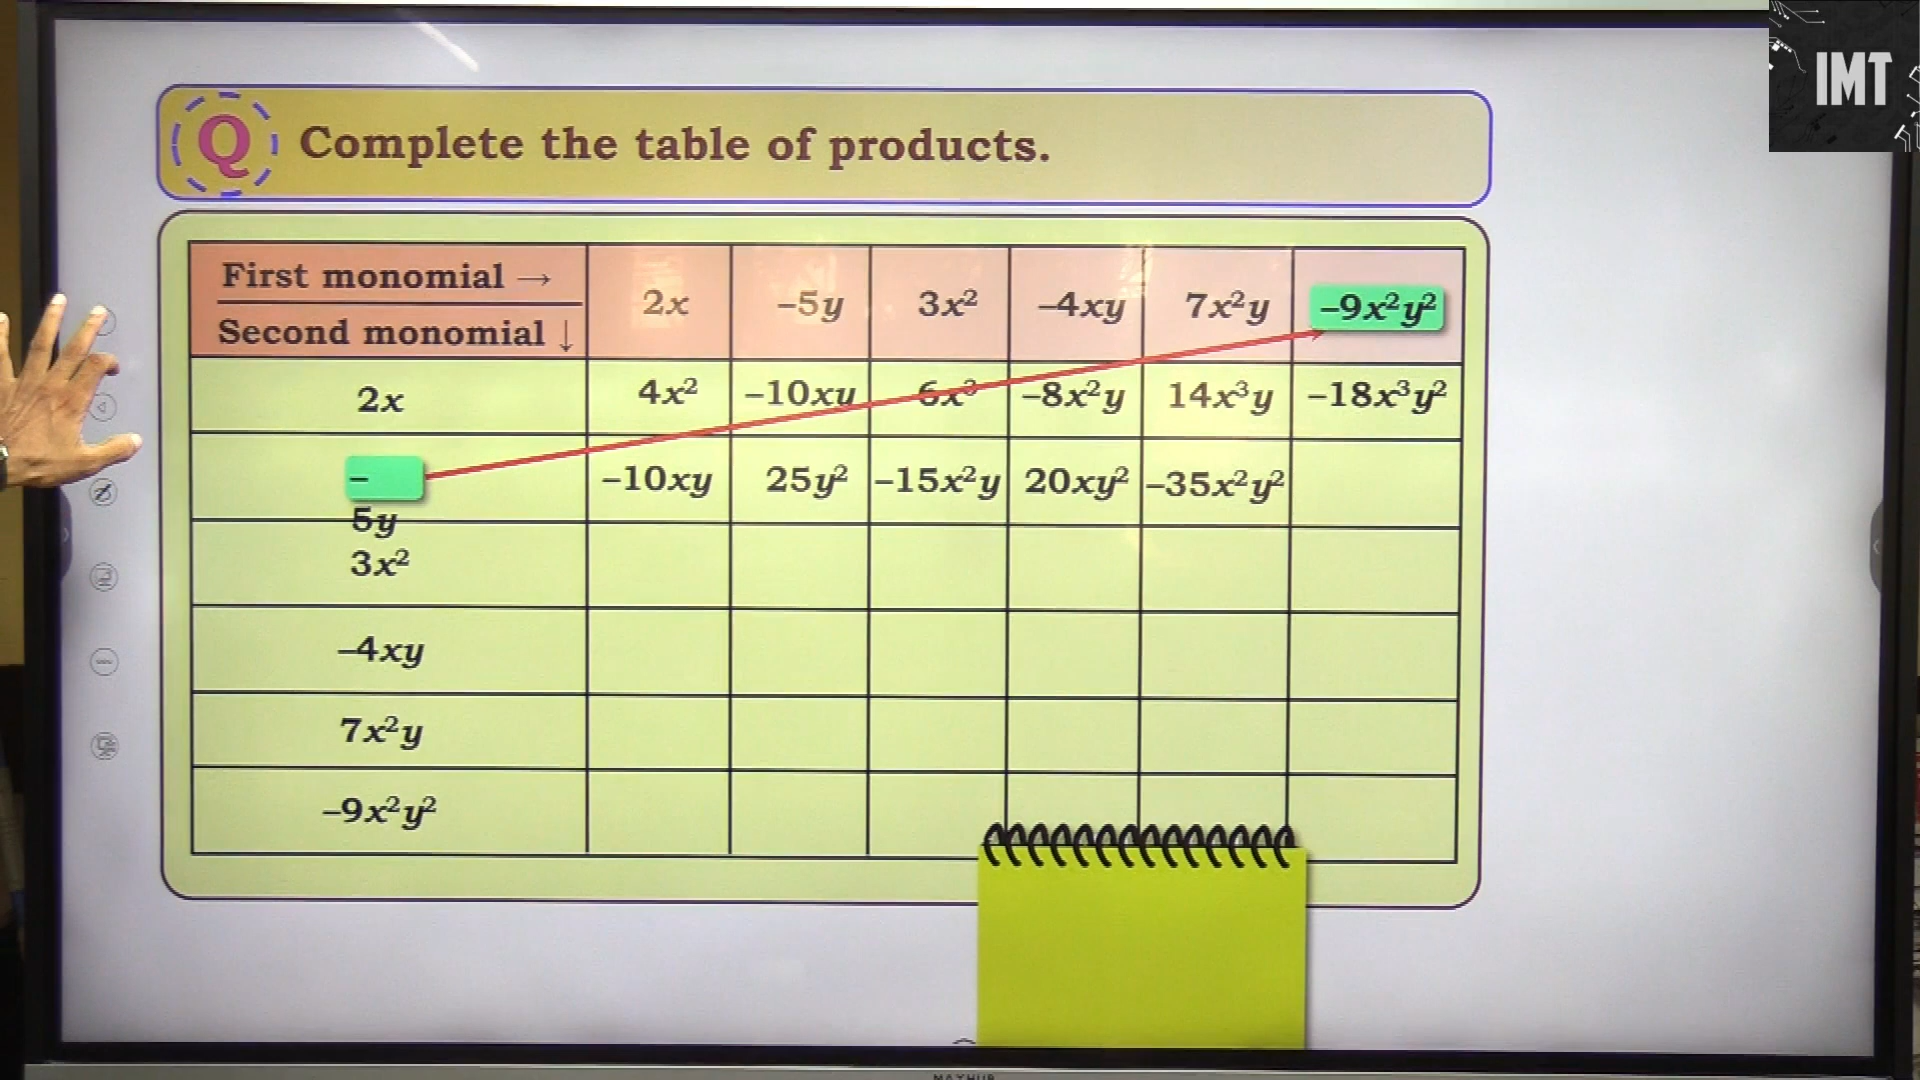 IMT
Q Complete the table of products.
First monomial → 2x –5y 3x² –4xy 7x²y –9x²y²
Second monomial ↓
2x 4x² –10xy 6x³ –8x²y 14x³y –18x³y²
– –10xy 25y² –15x²y 20xy² –35x²y²
5y
3x²
–4xy
7x²y
–9x²y²